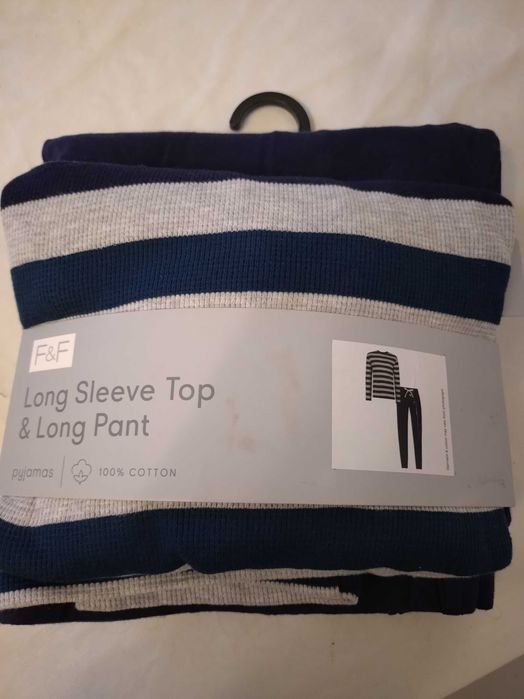 F&F
Long Sleeve Top
& Long Pant
pyjamas
100% COTTON